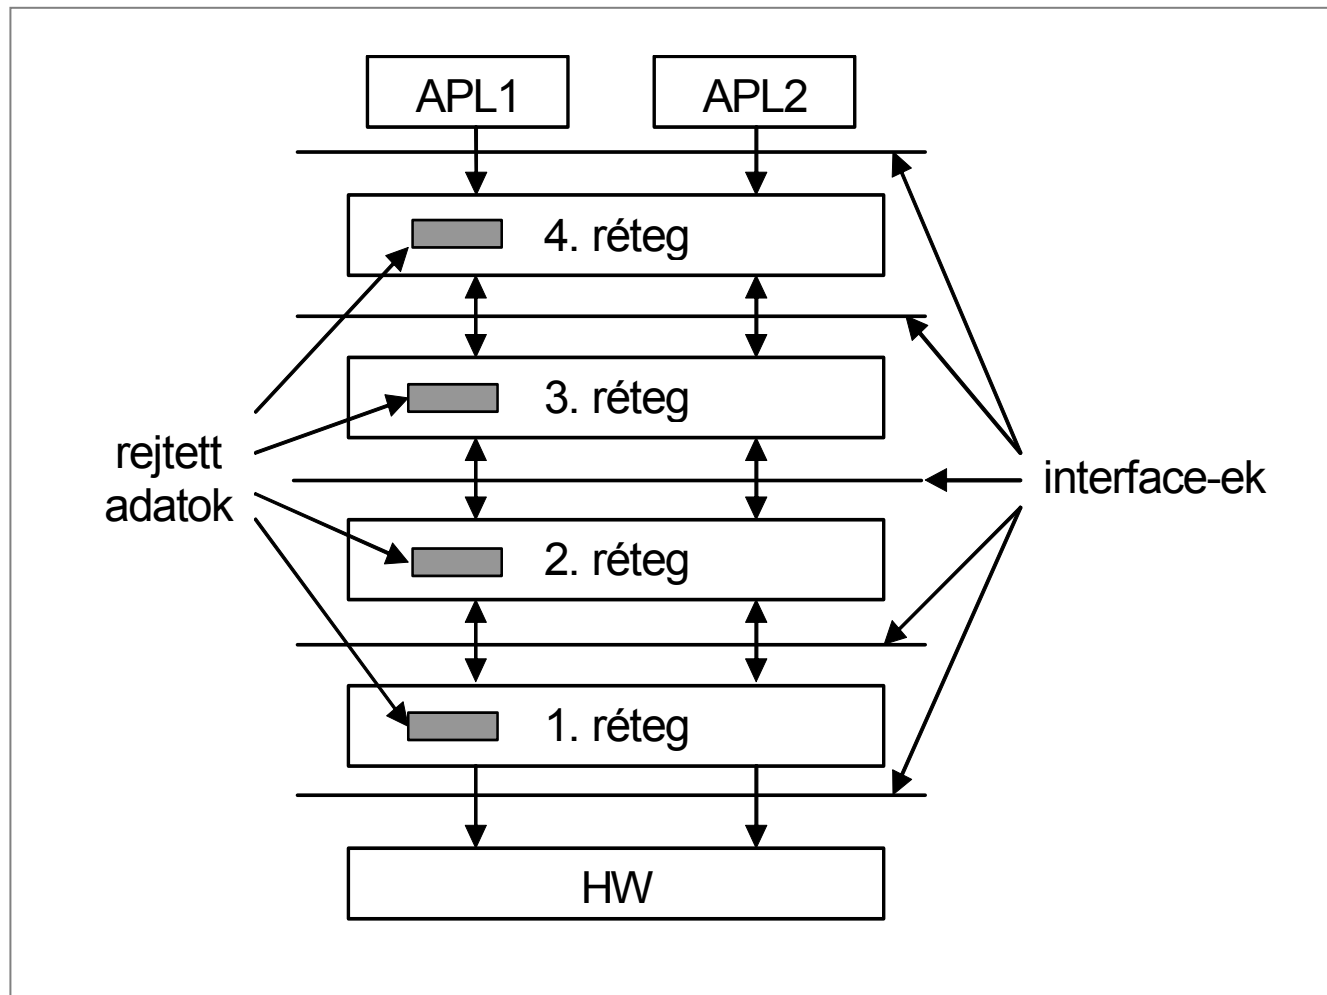 APL1
APL2
4. réteg
3. réteg
rejtett
adatok
interface-ek
2. réteg
1. réteg
HW